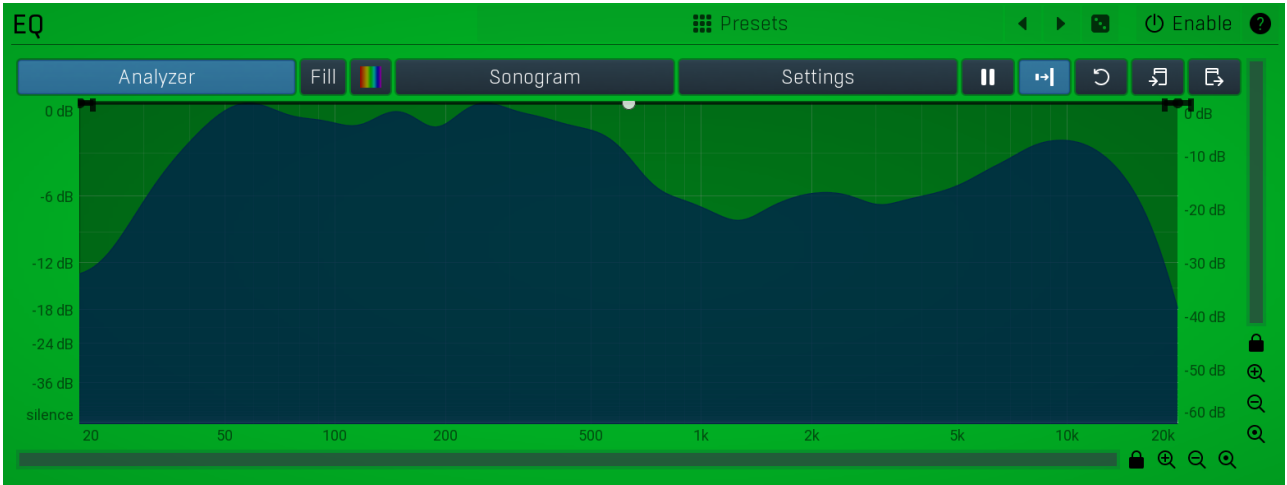 EQ Presets Enable ?
Analyzer Fill Sonogram Settings
0 dB 0 dB
-10 dB
-6 dB
-20 dB
-12 dB -30 dB
-18 dB -40 dB
-24 dB
-50 dB
-36 dB
silence -60 dB
20 50 100 200 500 1k 2k 5k 10k 20k